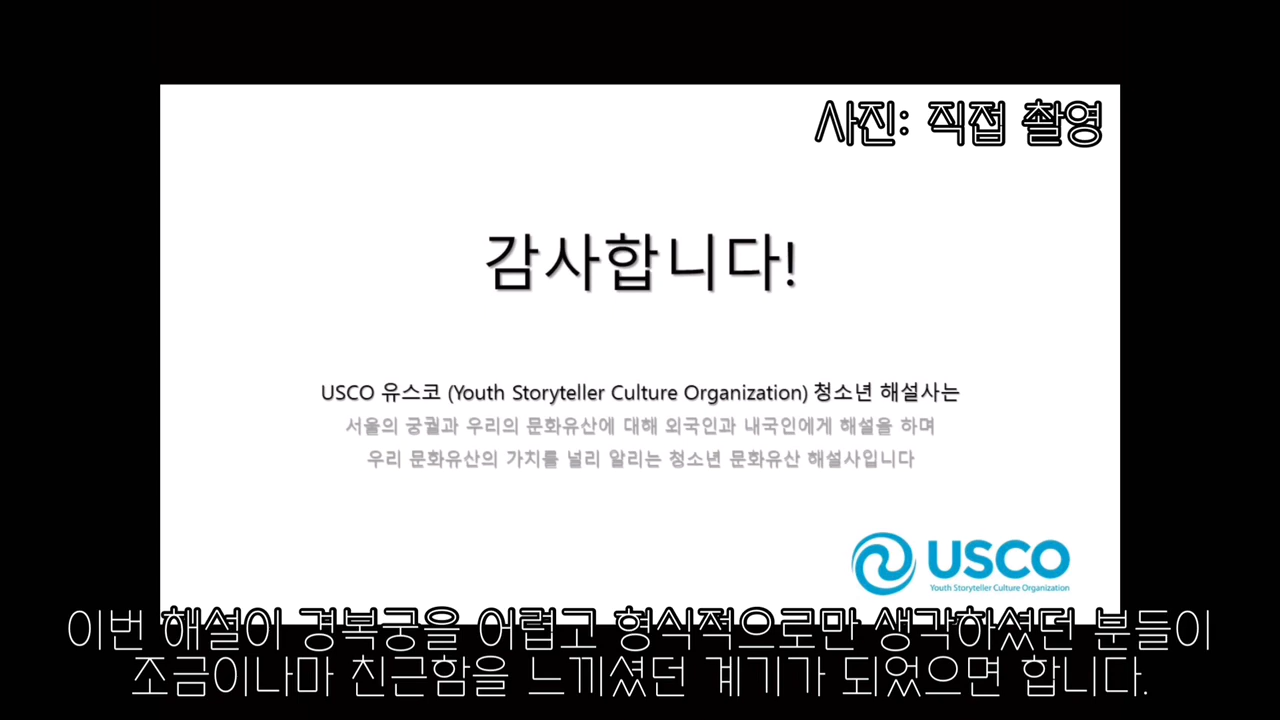 사진: 직접 촬영
감사합니다!
USCO 유스코 (Youth Storyteller Culture Organization) 청소년 해설사는
서울의 궁궐과 우리의 문화유산에 대해 외국인과 내국인에게 해설을 하며
우리 문화유산의 가치를 널리 알리는 청소년 문화유산 해설사입니다
USCO
Youth Storyteller Culture Organization
이번 해설이 경복궁을 어렵고 형식적으로만 생각하셨던 분들이
조금이나마 친근함을 느끼셨던 계기가 되었으면 합니다.